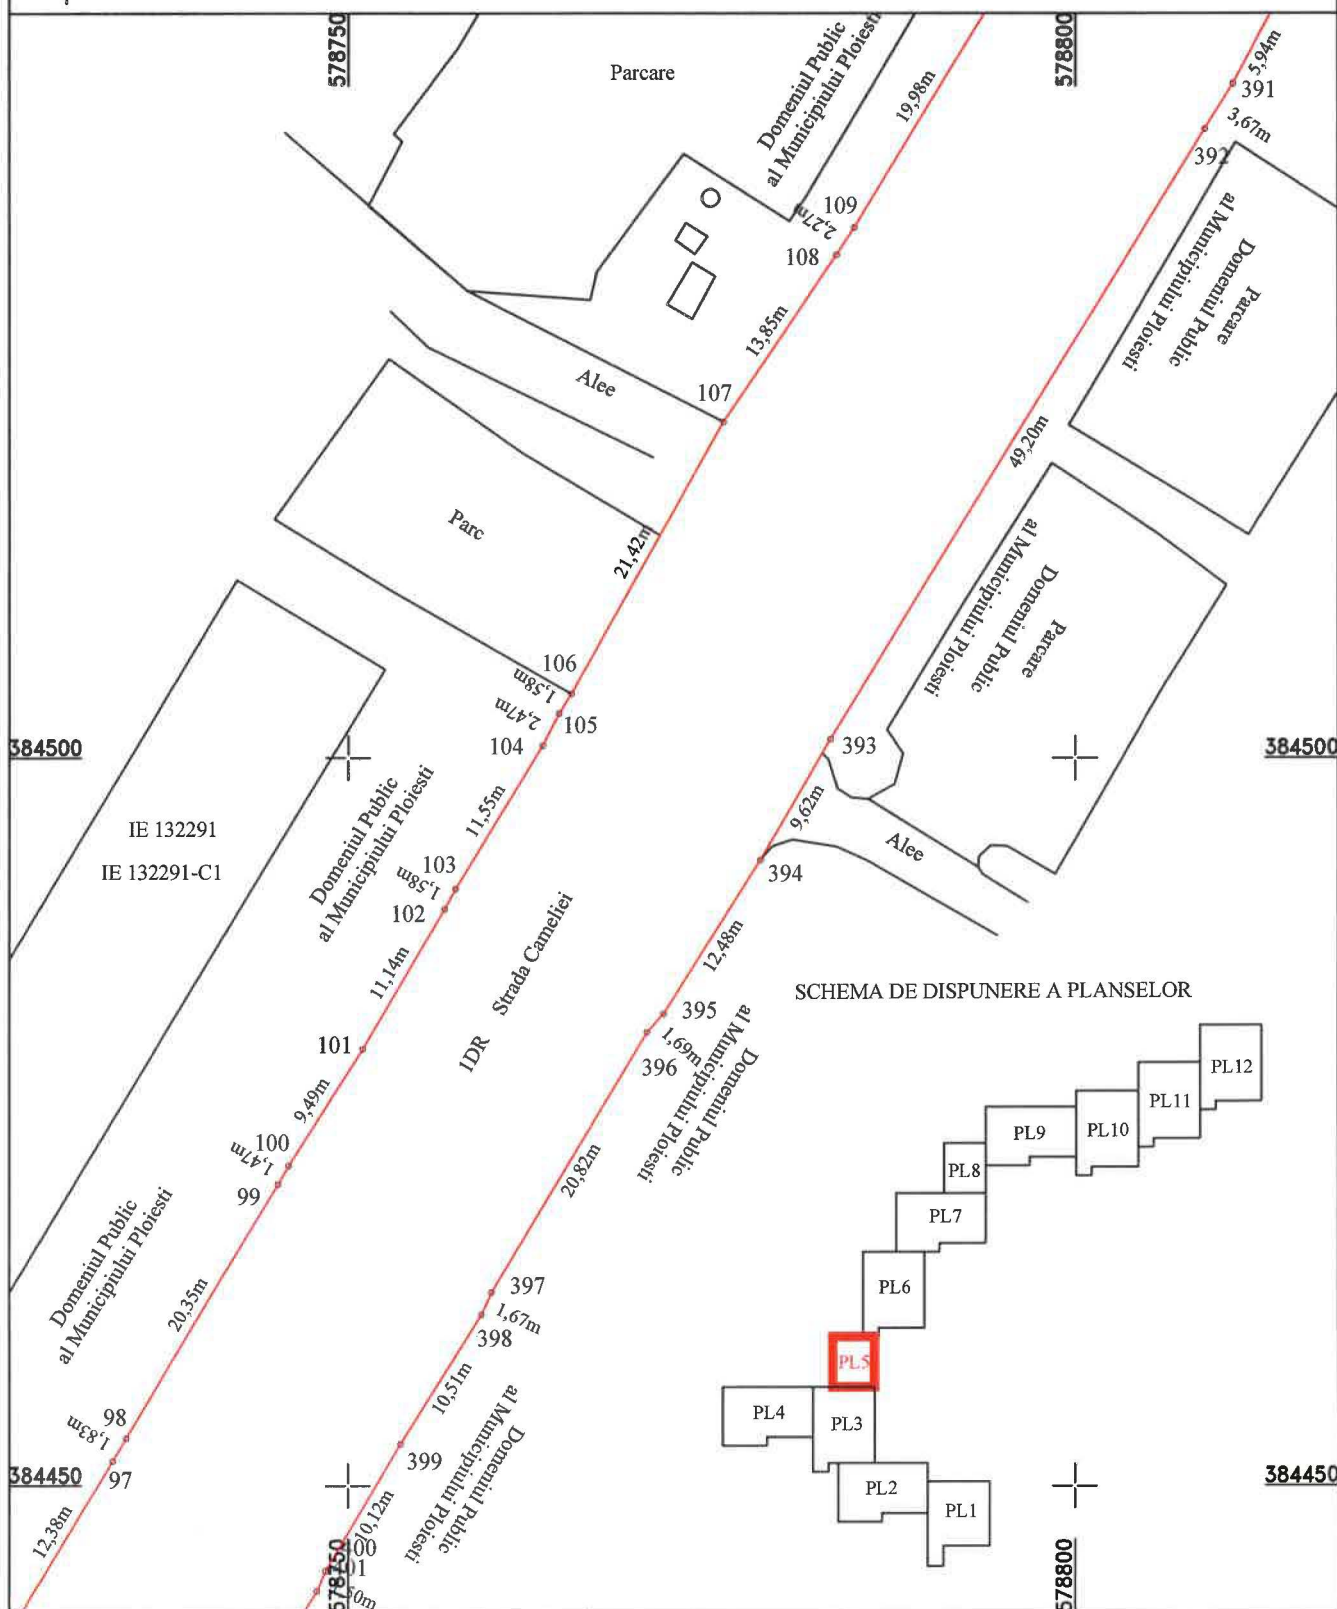 578750
578800
Parcare
Domeniul Public
al Municipiului Ploiesti
19,98m
5,94m
391
3,67m
392
109
2,27m
108
13,85m
107
Alee
Parcare
Domeniul Public
al Municipiului Ploiesti
49,20m
Parc
21,42m
Parcare
Domeniul Public
al Municipiului Ploiesti
106
1,58m
105
2,47m
104
393
384500
384500
11,55m
9,62m
Alee
394
IE 132291
IE 132291-C1
Domeniul Public
al Municipiului Ploiesti
103
1,58m
102
Strada Cameliei
1DR
12,48m
11,14m
SCHEMA DE DISPUNERE A PLANSELOR
395
1,69m
396
Domeniul Public
al Municipiului Ploiesti
101
9,49m
100
1,47m
99
20,82m
PL12
PL11
PL10
PL9
PL8
PL7
PL6
PL5
PL4
PL3
PL2
PL1
Domeniul Public
al Municipiului Ploiesti
20,35m
397
1,67m
398
10,51m
98
1,83m
97
399
Domeniul Public
al Municipiului Ploiesti
384450
384450
12,38m
10,12m
400
578750
578800